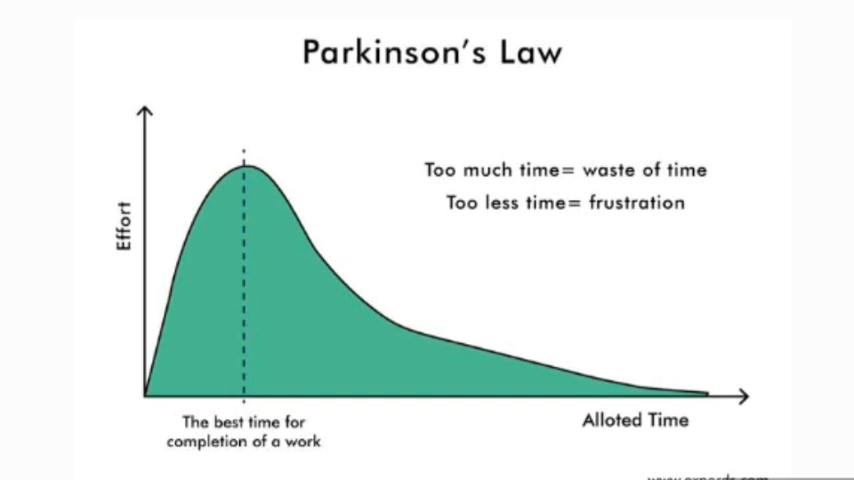 Parkinson's Law
Too much time= waste of time
Too less time= frustration
Effort
The best time for
completion of a work
Alloted Time